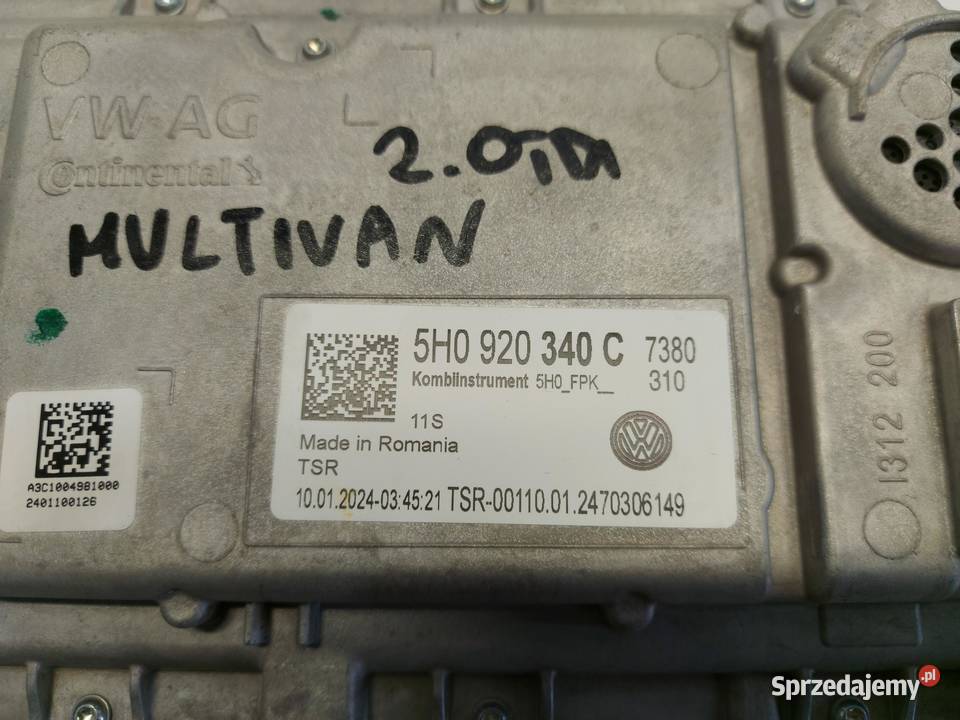 VW AG
Continental
2.0TDI
MULTIVAN
5H0 920 340 C 7380
Kombiinstrument 5H0_FPK__ 310
11S
Made in Romania
TSR
10.01.2024-03:45:21 TSR-00110.01.2470306149
A3C1004981000
2401100126
1312 200
Sprzedajemy.pl